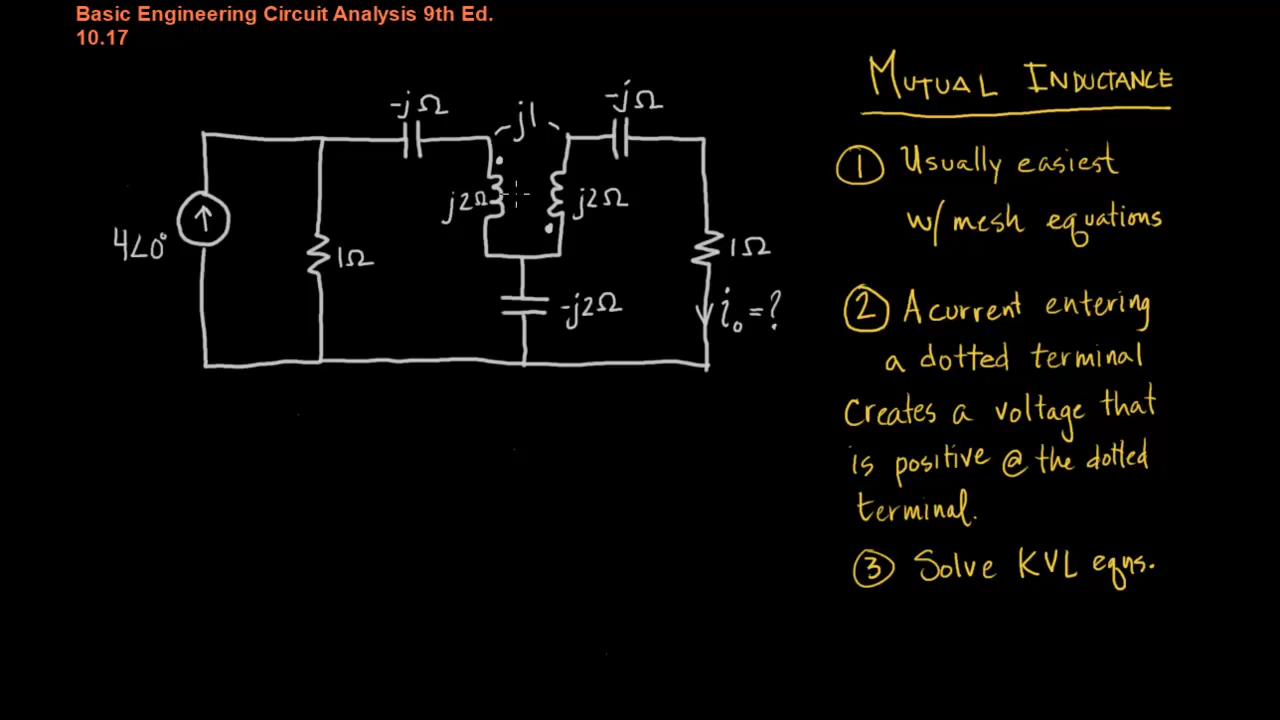 Basic Engineering Circuit Analysis 9th Ed.
10.17
MUTUAL INDUCTANCE
-jΩ
j1
-jΩ
j2Ω
j2Ω
4∠0°
1Ω
1Ω
-j2Ω
i₀=?
① Usually easiest
w/ mesh equations
② A current entering
a dotted terminal
Creates a voltage that
is positive @ the dotted
terminal.
③ Solve KVL eqns.